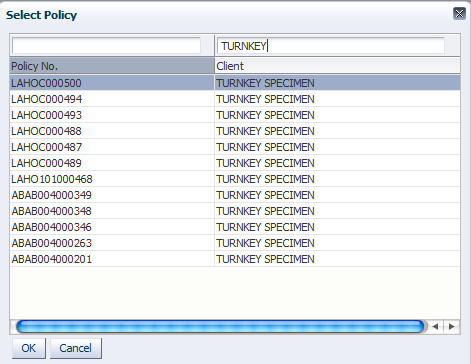 Select Policy
TURNKEY
Policy No. Client
LAHOC000500 TURNKEY SPECIMEN
LAHOC000494 TURNKEY SPECIMEN
LAHOC000493 TURNKEY SPECIMEN
LAHOC000488 TURNKEY SPECIMEN
LAHOC000487 TURNKEY SPECIMEN
LAHOC000489 TURNKEY SPECIMEN
LAHO101000468 TURNKEY SPECIMEN
ABAB004000349 TURNKEY SPECIMEN
ABAB004000348 TURNKEY SPECIMEN
ABAB004000346 TURNKEY SPECIMEN
ABAB004000263 TURNKEY SPECIMEN
ABAB004000201 TURNKEY SPECIMEN
OK Cancel